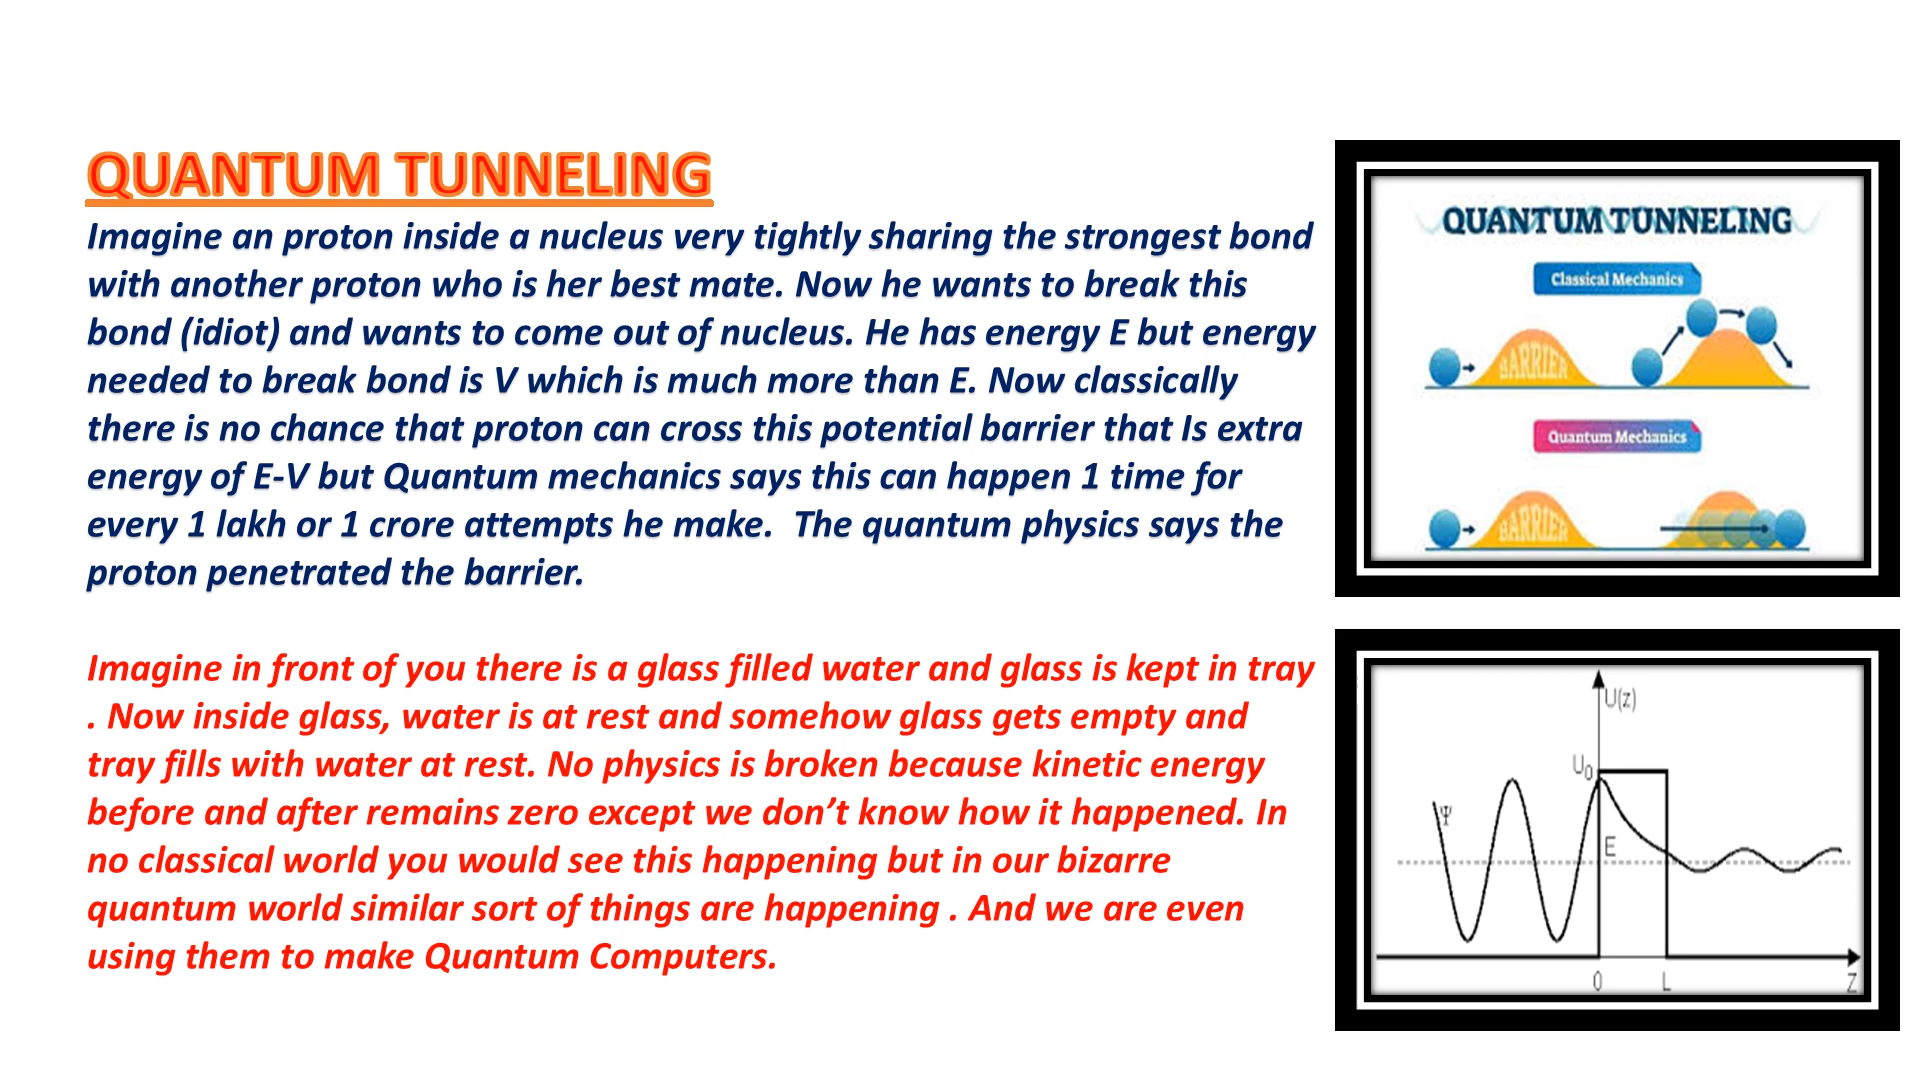 QUANTUM TUNNELING
Imagine an proton inside a nucleus very tightly sharing the strongest bond
with another proton who is her best mate. Now he wants to break this
bond (idiot) and wants to come out of nucleus. He has energy E but energy
needed to break bond is V which is much more than E. Now classically
there is no chance that proton can cross this potential barrier that Is extra
energy of E-V but Quantum mechanics says this can happen 1 time for
every 1 lakh or 1 crore attempts he make.  The quantum physics says the
proton penetrated the barrier.
Imagine in front of you there is a glass filled water and glass is kept in tray
. Now inside glass, water is at rest and somehow glass gets empty and
tray fills with water at rest. No physics is broken because kinetic energy
before and after remains zero except we don’t know how it happened. In
no classical world you would see this happening but in our bizarre
quantum world similar sort of things are happening . And we are even
using them to make Quantum Computers.
QUANTUM TUNNELING
Classical Mechanics
BARRIER
Quantum Mechanics
BARRIER
U(z)
U₀
Ψ
E
0 L Z